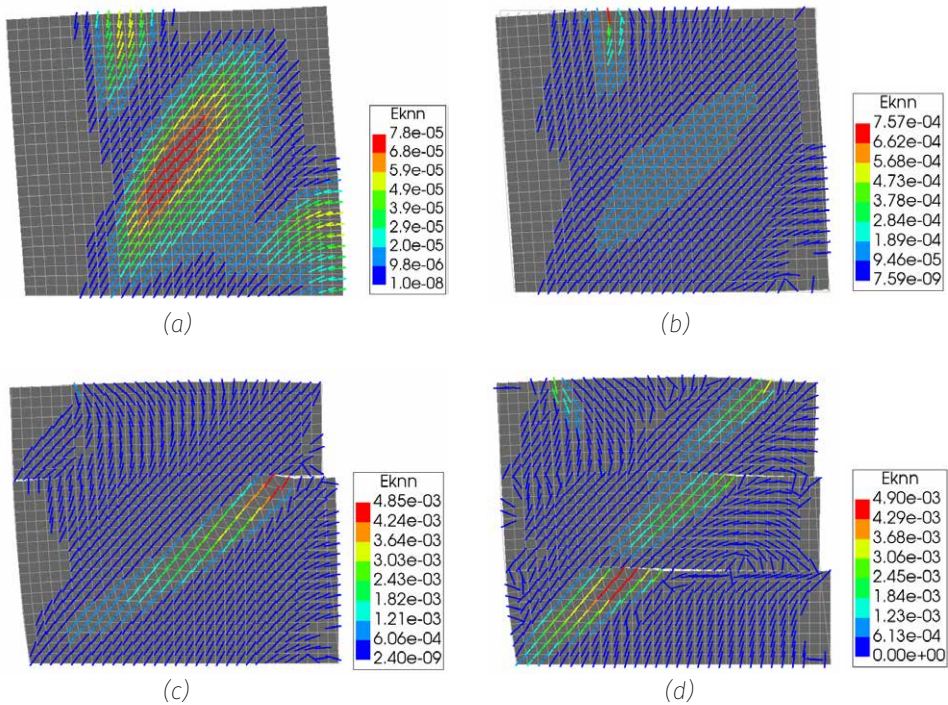 Eknn
7.8e-05
6.8e-05
5.9e-05
4.9e-05
3.9e-05
2.9e-05
2.0e-05
9.8e-06
1.0e-08
(a)
Eknn
7.57e-04
6.62e-04
5.68e-04
4.73e-04
3.78e-04
2.84e-04
1.89e-04
9.46e-05
7.59e-09
(b)
Eknn
4.85e-03
4.24e-03
3.64e-03
3.03e-03
2.43e-03
1.82e-03
1.21e-03
6.06e-04
2.40e-09
(c)
Eknn
4.90e-03
4.29e-03
3.68e-03
3.06e-03
2.45e-03
1.84e-03
1.23e-03
6.13e-04
0.00e+00
(d)